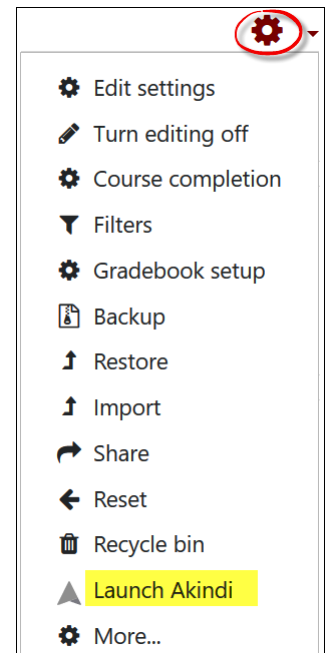 Edit settings
Turn editing off
Course completion
Filters
Gradebook setup
Backup
Restore
Import
Share
Reset
Recycle bin
Launch Akindi
More...